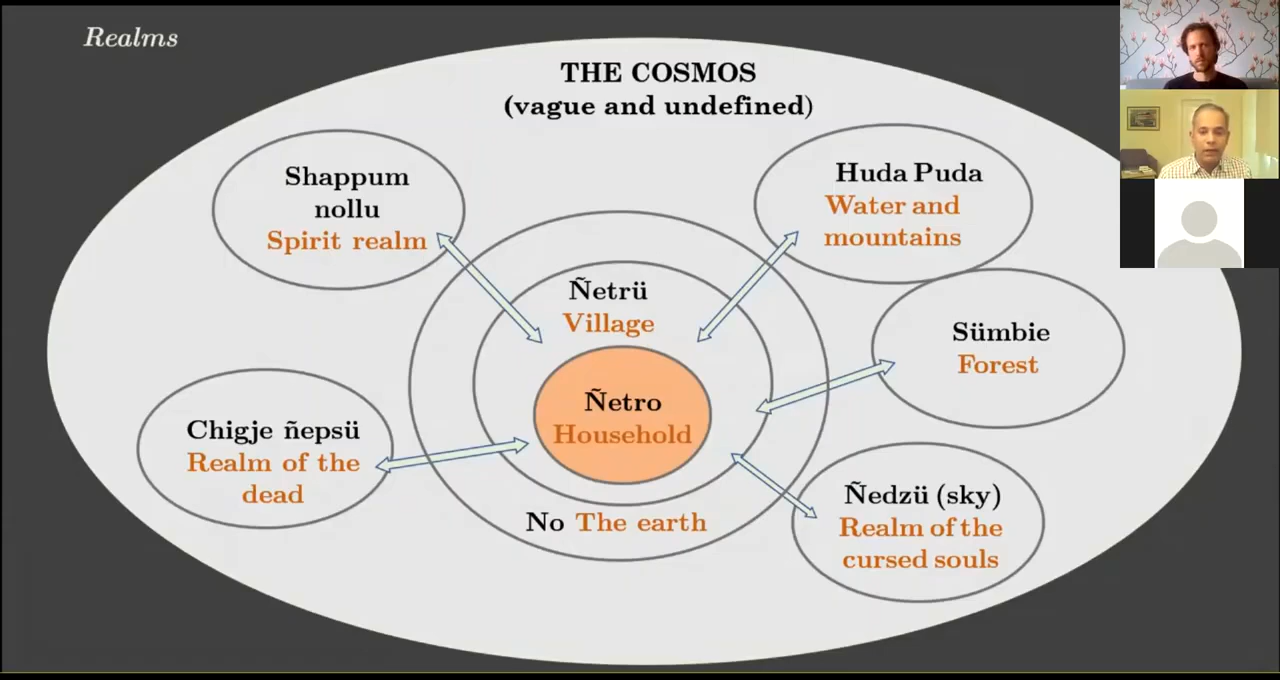 Realms
THE COSMOS
(vague and undefined)
Shappum
nollu
Spirit realm
Huda Puda
Water and
mountains
Ñetrü
Village
Sümbie
Forest
Ñetro
Household
Chigje ñepsü
Realm of the
dead
Ñedzü (sky)
Realm of the
cursed souls
No The earth